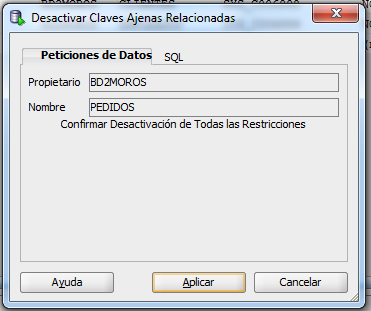 Desactivar Claves Ajenas Relacionadas
Peticiones de Datos SQL
Propietario BD2MOROS
Nombre PEDIDOS
Confirmar Desactivación de Todas las Restricciones
Ayuda Aplicar Cancelar